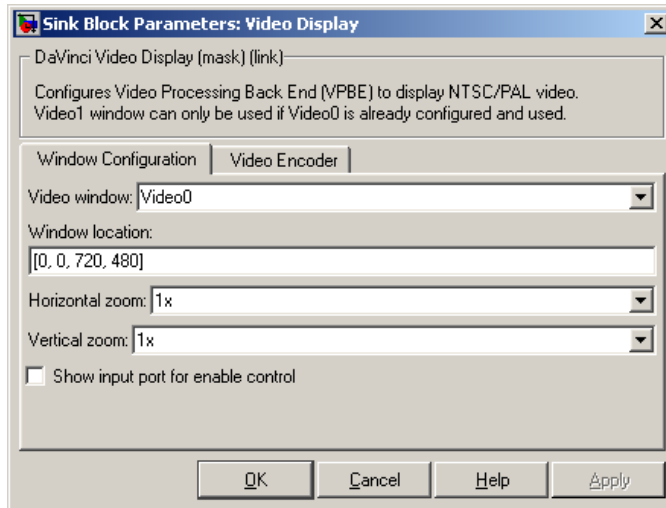 Sink Block Parameters: Video Display
DaVinci Video Display (mask) (link)
Configures Video Processing Back End (VPBE) to display NTSC/PAL video.
Video1 window can only be used if Video0 is already configured and used.
Window Configuration Video Encoder
Video window: Video0
Window location:
[0, 0, 720, 480]
Horizontal zoom: 1x
Vertical zoom: 1x
Show input port for enable control
OK Cancel Help Apply